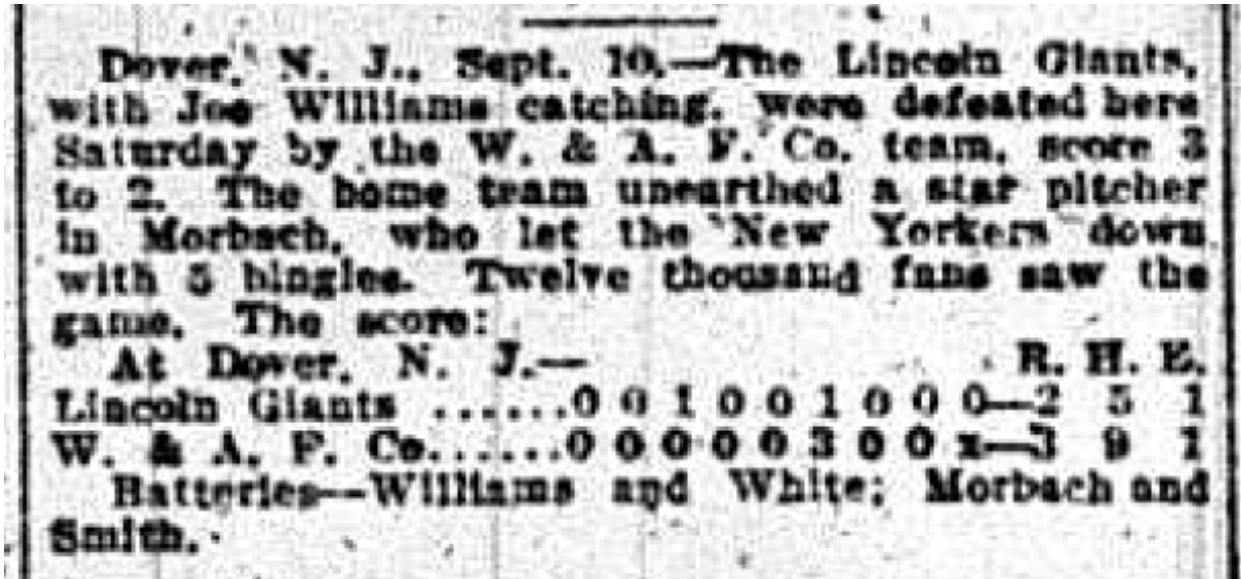 Dover, N. J., Sept. 10.—The Lincoln Giants,
with Joe Williams catching, were defeated here
Saturday by the W. & A. F. Co. team, score 3
to 2. The home team unearthed a star pitcher
in Morbach, who let the New Yorkers down
with 5 bingles. Twelve thousand fans saw the
game. The score:
At Dover, N. J.— R. H. E.
Lincoln Giants ......0 0 1 0 0 1 0 0 0—2 5 1
W. & A. F. Co......0 0 0 0 0 3 0 0 x—3 9 1
Batteries—Williams and White; Morbach and
Smith.